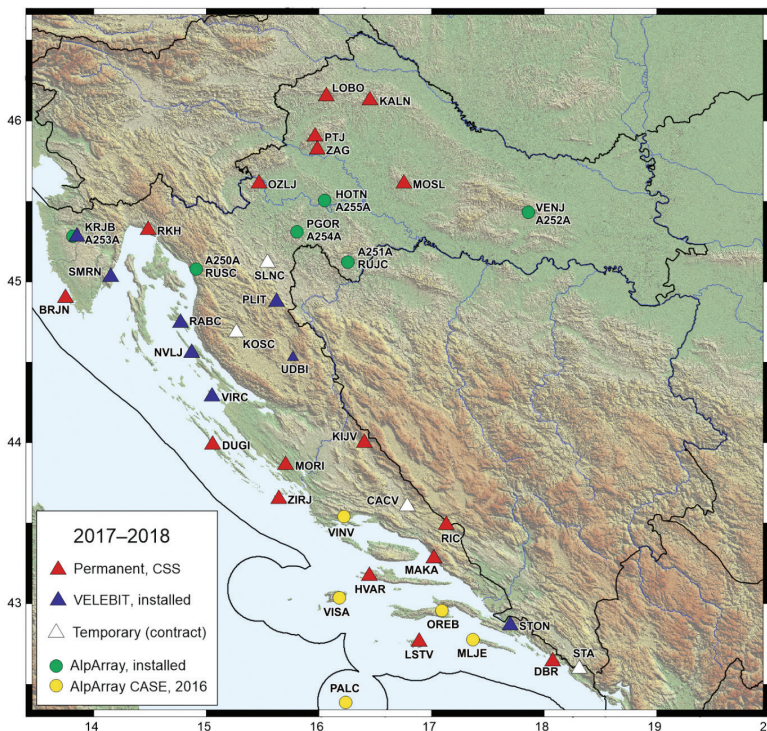 LOBO
KALN
46
PTJ
ZAG
OZLJ
MOSL
HOTN
A255A
VENJ
A252A
KRJB
A253A
RKH
PGOR
A254A
A250A
RUSC
A251A
RUJC
SLNC
45
SMRN
PLIT
BRJN
RABC
KOSC
NVLJ
UDBI
VIRC
44
DUGI
KIJV
MORI
ZIRJ
CACV
VINV
RIC
MAKA
HVAR
43
VISA
OREB
STON
LSTV
MLJE
STA
DBR
PALC
2017–2018
Permanent, CSS
VELEBIT, installed
Temporary (contract)
AlpArray, installed
AlpArray CASE, 2016
14
15
16
17
18
19
2